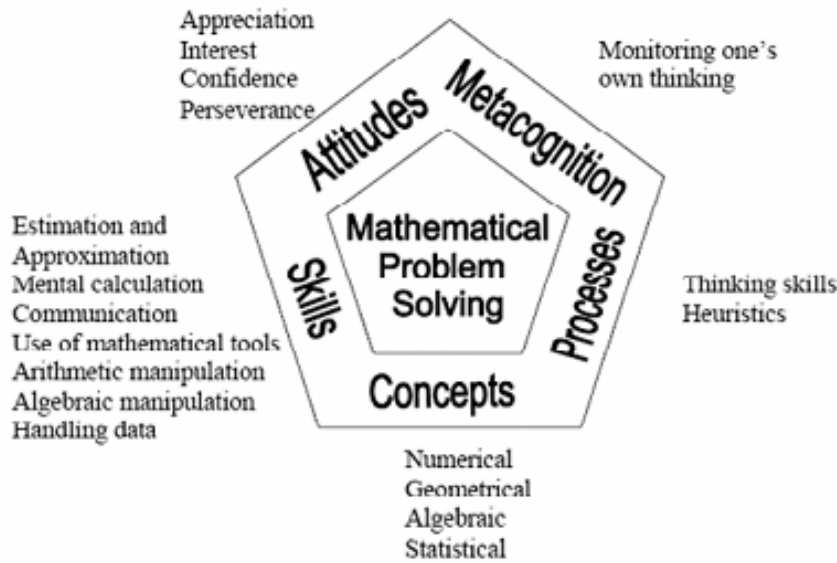 Appreciation
Interest
Confidence
Perseverance
Monitoring one's
own thinking
Attitudes
Metacognition
Mathematical
Problem
Solving
Skills
Processes
Concepts
Estimation and
Approximation
Mental calculation
Communication
Use of mathematical tools
Arithmetic manipulation
Algebraic manipulation
Handling data
Thinking skills
Heuristics
Numerical
Geometrical
Algebraic
Statistical